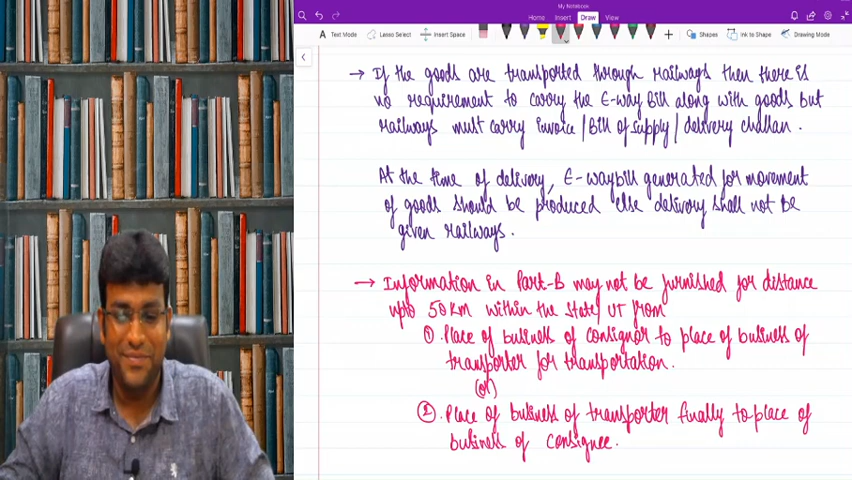 My Notebook
Home Insert Draw View
Text Mode Lasso Select Insert Space Shapes Ink to Shape Drawing Mode
→ If the goods are transported through railways then there is
no requirement to carry the E-way Bill along with goods but
railways must carry invoice / Bill of supply / delivery challan.
At the time of delivery, E-waybill generated for movement
of goods should be produced else delivery shall not be
given railways.
→ Information in Part-B may not be furnished for distance
upto 50 km within the State/ UT from
① Place of business of consignor to place of business of
transporter for transportation.
(or)
②. Place of business of transporter finally to place of
business of consignee.